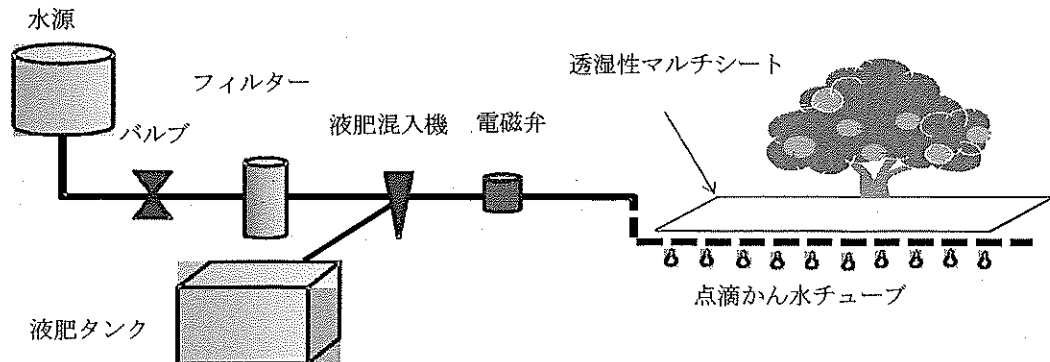 水源
フィルター
バルブ
液肥混入機
電磁弁
透湿性マルチシート
点滴かん水チューブ
液肥タンク